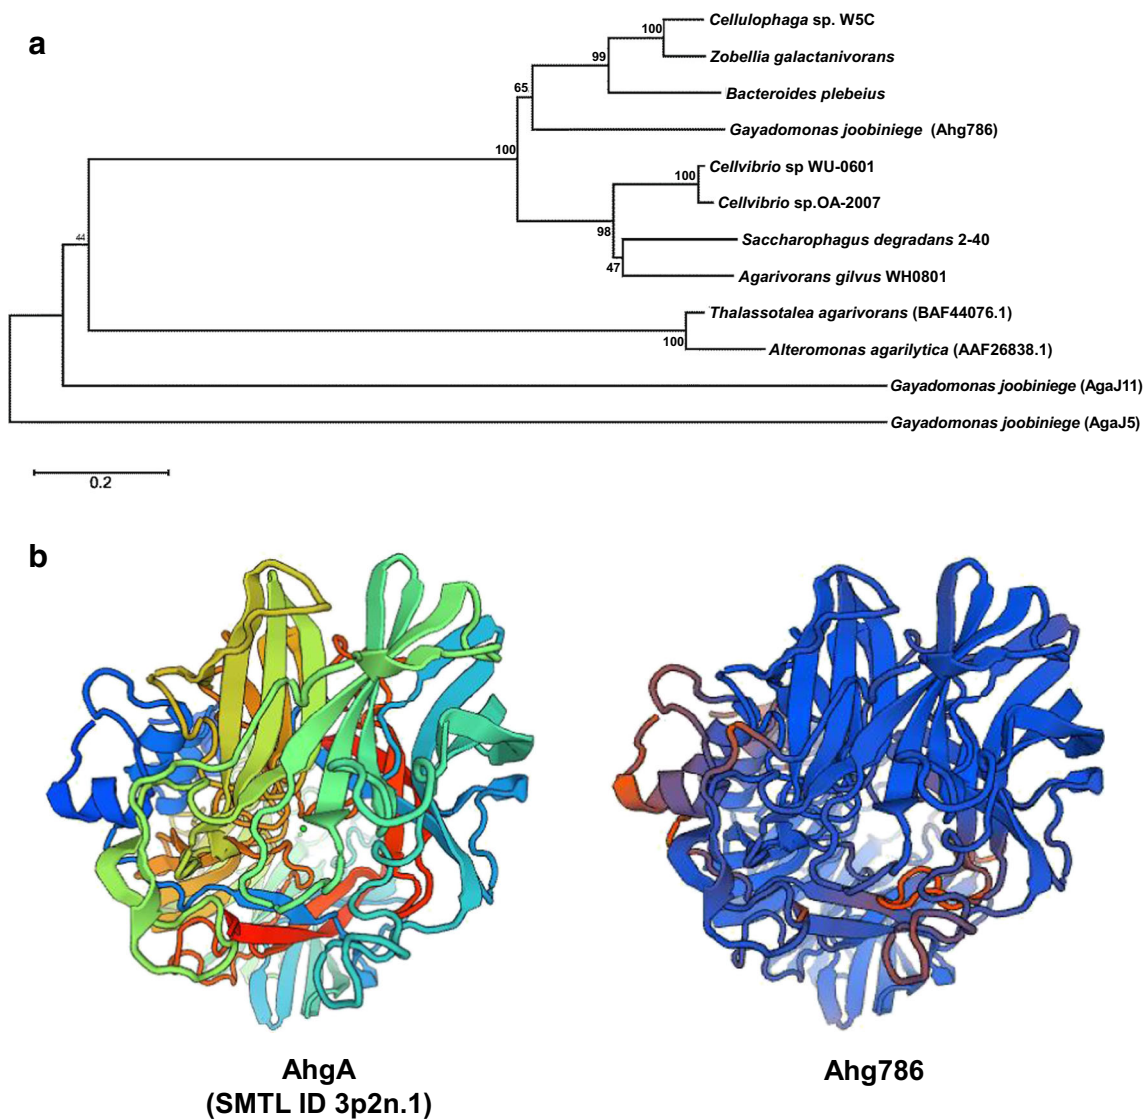 a
Cellulophaga sp. W5C
100
Zobellia galactanivorans
99
65
Bacteroides plebeius
Gayadomonas joobiniege (Ahg786)
100
Cellvibrio sp WU-0601
100
Cellvibrio sp.OA-2007
98
44
Saccharophagus degradans 2-40
47
Agarivorans gilvus WH0801
Thalassotalea agarivorans (BAF44076.1)
100
Alteromonas agarilytica (AAF26838.1)
Gayadomonas joobiniege (AgaJ11)
Gayadomonas joobiniege (AgaJ5)
0.2
b
AhgA
(SMTL ID 3p2n.1)
Ahg786